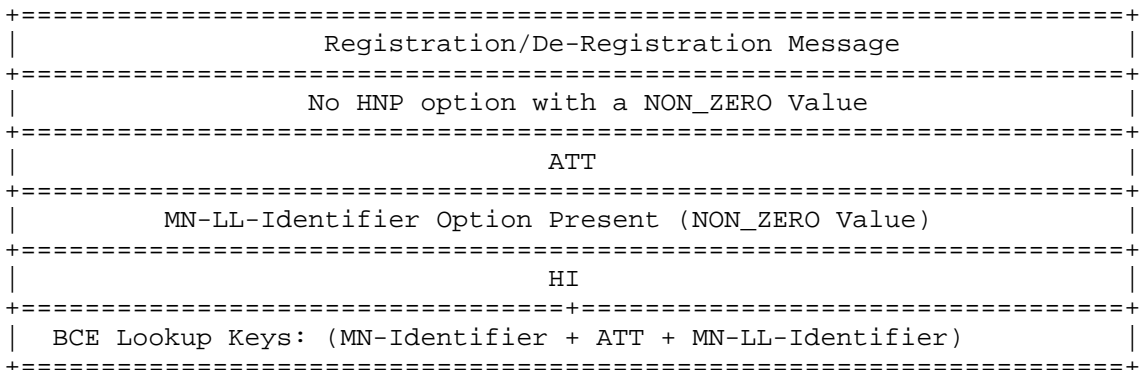 +=====================================================================+
|                   Registration/De-Registration Message              |
+=====================================================================+
|                  No HNP option with a NON_ZERO Value                |
+=====================================================================+
|                                 ATT                                 |
+=====================================================================+
|         MN-LL-Identifier Option Present (NON_ZERO Value)            |
+=====================================================================+
|                                 HI                                  |
+==================================+==================================+
|  BCE Lookup Keys: (MN-Identifier + ATT + MN-LL-Identifier)          |
+=====================================================================+